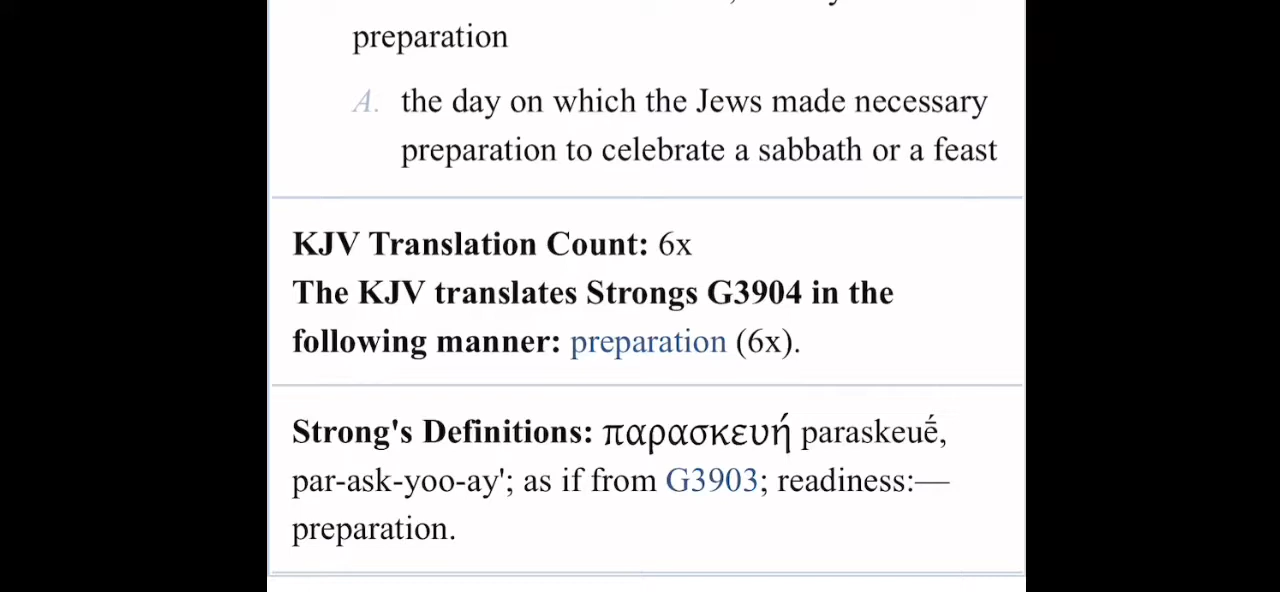 preparation
A. the day on which the Jews made necessary
preparation to celebrate a sabbath or a feast
KJV Translation Count: 6x
The KJV translates Strongs G3904 in the
following manner: preparation (6x).
Strong's Definitions: παρασκευή paraskeuḗ,
par-ask-yoo-ay'; as if from G3903; readiness:—
preparation.